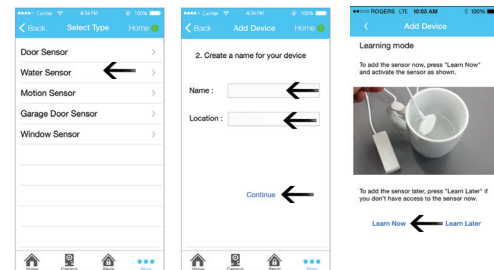 Carrier 4:34 PM 100%
Back Select Type Home
Door Sensor
Water Sensor
Motion Sensor
Garage Door Sensor
Window Sensor
Home Camera Alarm More
Carrier 4:34 PM 100%
Back Add Device Home
2. Create a name for your device
Name :
Location :
Continue
Home Camera Alarm More
ROGERS LTE 10:03 AM 100%
Add Device
Learning mode
To add the sensor now, press "Learn Now"
and activate the sensor as shown.
To add the sensor later, press "Learn Later" if
you don't have access to the sensor now.
Learn Now Learn Later